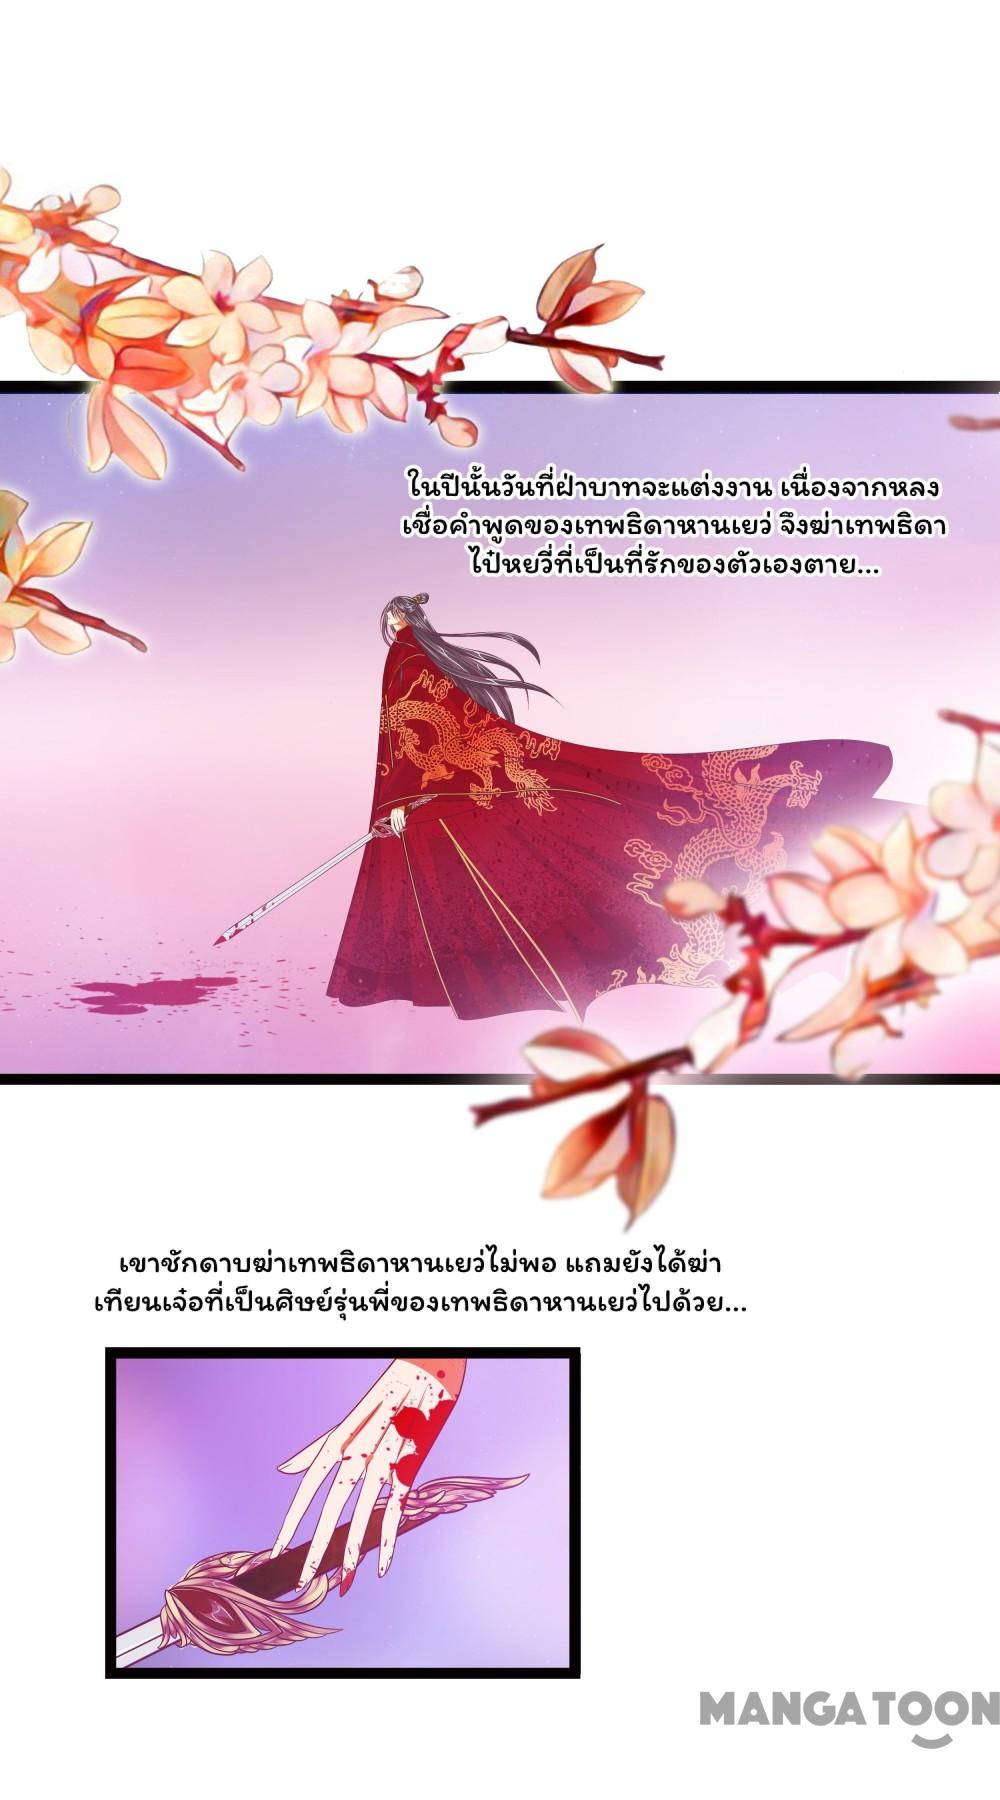 ในปีนั้นวันที่ฝ่าบาทจะแต่งงาน เนื่องจากหลง
เชื่อคำพูดของเทพธิดาหานเยว่ จึงฆ่าเทพธิดา
ไป๋หยวี่ที่เป็นที่รักของตัวเองตาย...
เขาชักดาบฆ่าเทพธิดาหานเยว่ไม่พอ แถมยังได้ฆ่า
เทียนเจ๋อที่เป็นศิษย์รุ่นพี่ของเทพธิดาหานเยว่ไปด้วย...
MANGATOON